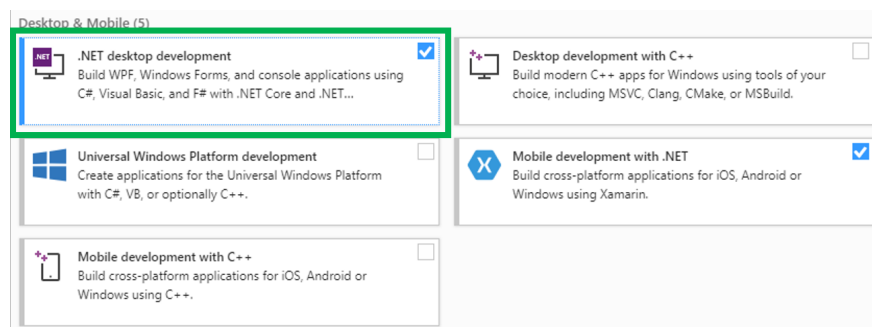 Desktop & Mobile (5)
.NET
.NET desktop development
Build WPF, Windows Forms, and console applications using
C#, Visual Basic, and F# with .NET Core and .NET...
Desktop development with C++
Build modern C++ apps for Windows using tools of your
choice, including MSVC, Clang, CMake, or MSBuild.
Universal Windows Platform development
Create applications for the Universal Windows Platform
with C#, VB, or optionally C++.
Mobile development with .NET
Build cross-platform applications for iOS, Android or
Windows using Xamarin.
Mobile development with C++
Build cross-platform applications for iOS, Android or
Windows using C++.